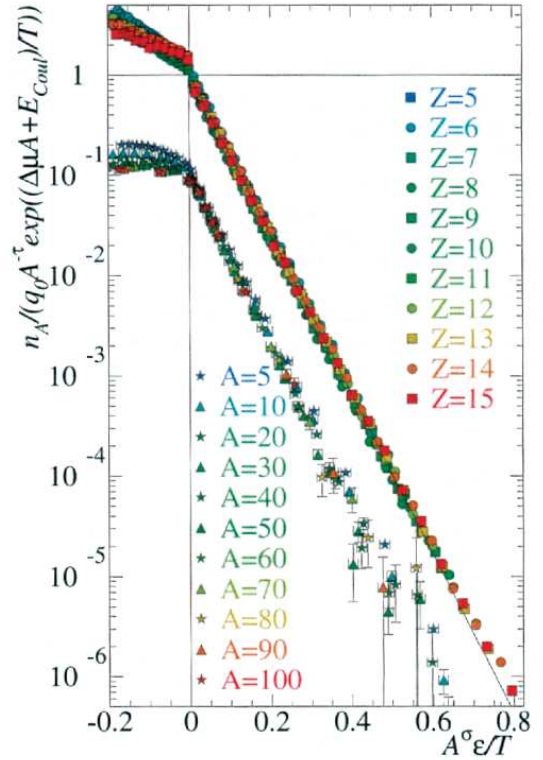 1
10⁻¹
10⁻²
10⁻³
10⁻⁴
10⁻⁵
10⁻⁶
n_A/(q₀A^-τ exp((ΔμA+E_Coul)/T))
Z=5
Z=6
Z=7
Z=8
Z=9
Z=10
Z=11
Z=12
Z=13
Z=14
Z=15
A=5
A=10
A=20
A=30
A=40
A=50
A=60
A=70
A=80
A=90
A=100
-0.2 0 0.2 0.4 0.6 0.8
A^σε/T